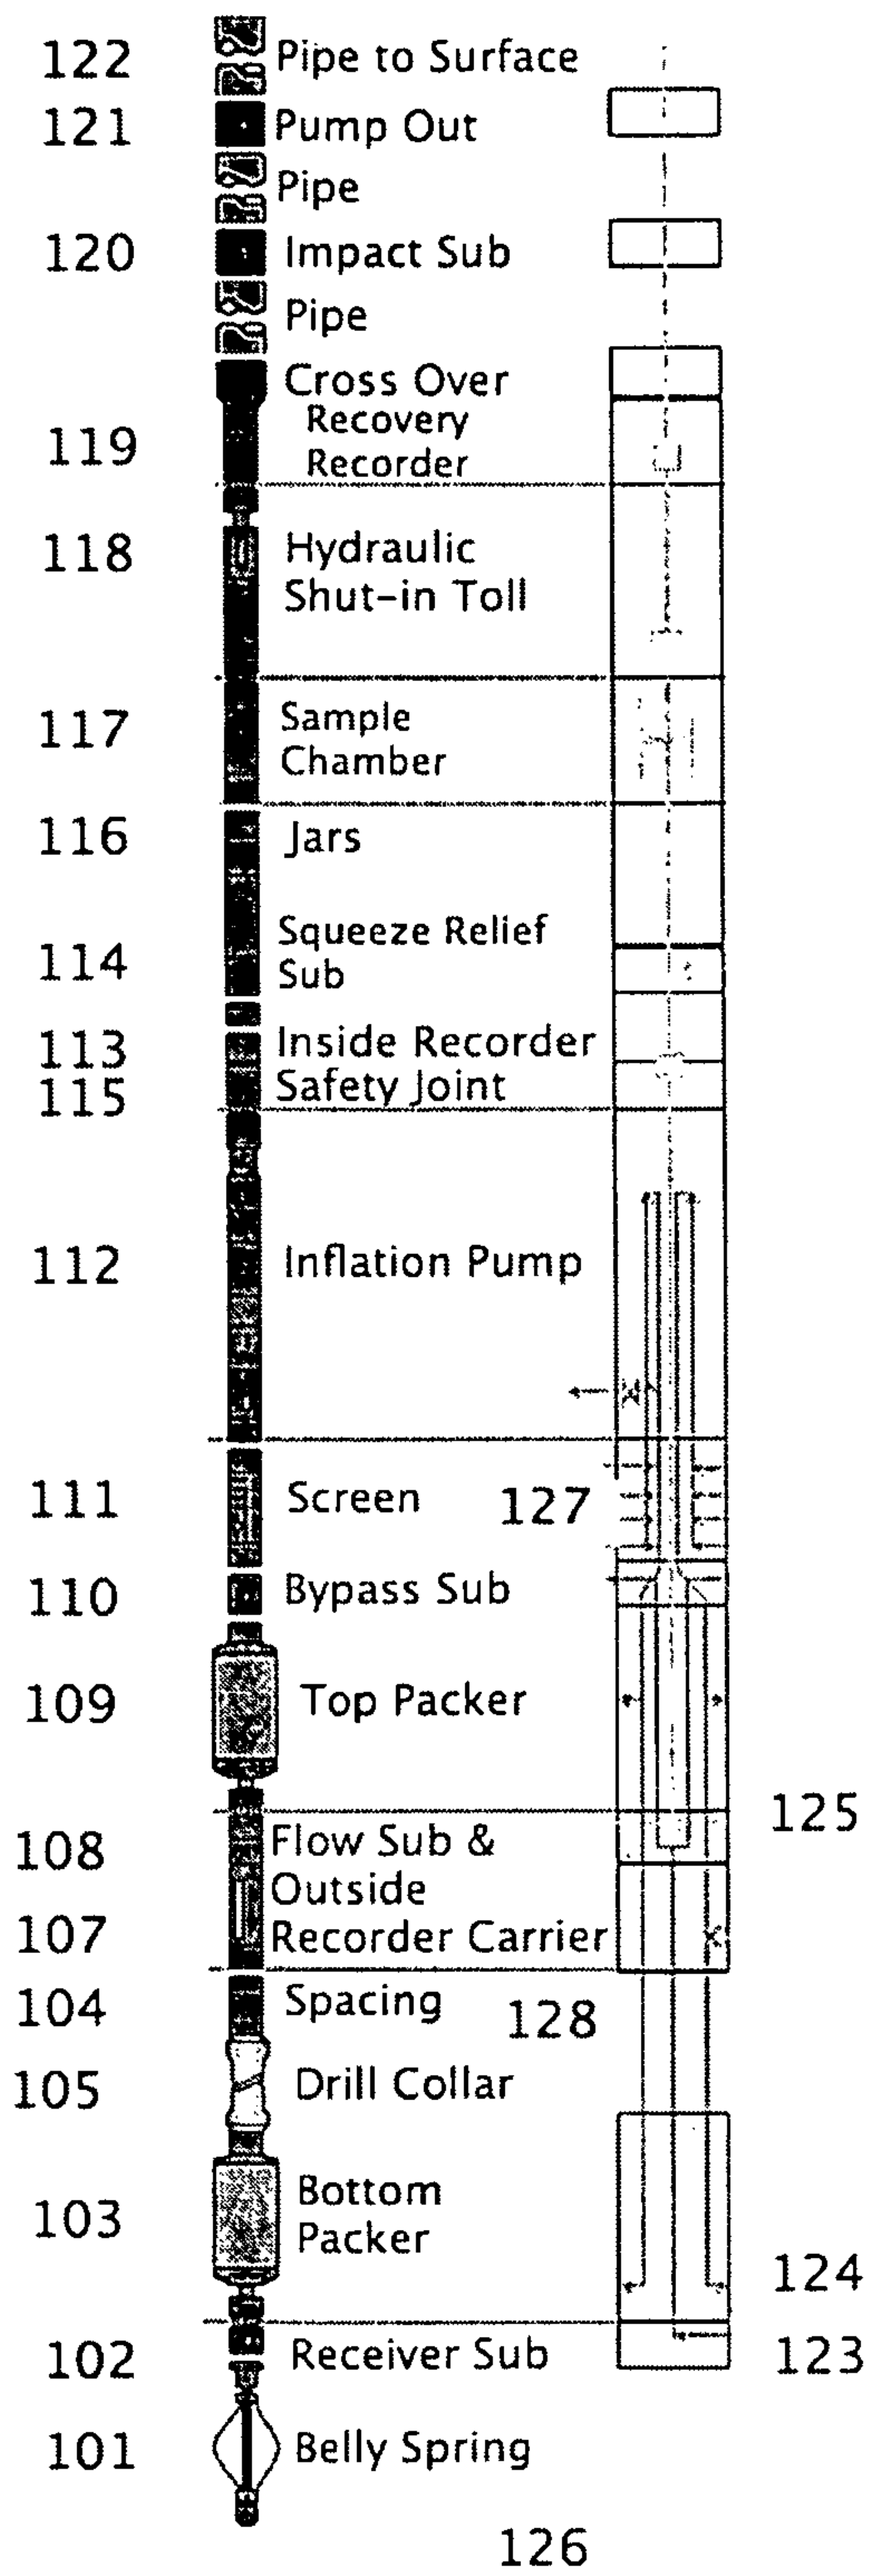 122 Pipe to Surface
121 Pump Out
Pipe
120 Impact Sub
Pipe
Cross Over
119 Recovery
Recorder
118 Hydraulic
Shut-in Toll
117 Sample
Chamber
116 Jars
114 Squeeze Relief
Sub
113 Inside Recorder
115 Safety Joint
112 Inflation Pump
111 Screen 127
110 Bypass Sub
109 Top Packer
125
108 Flow Sub &
Outside
107 Recorder Carrier
104 Spacing 128
105 Drill Collar
103 Bottom
Packer
124
102 Receiver Sub 123
101 Belly Spring
126